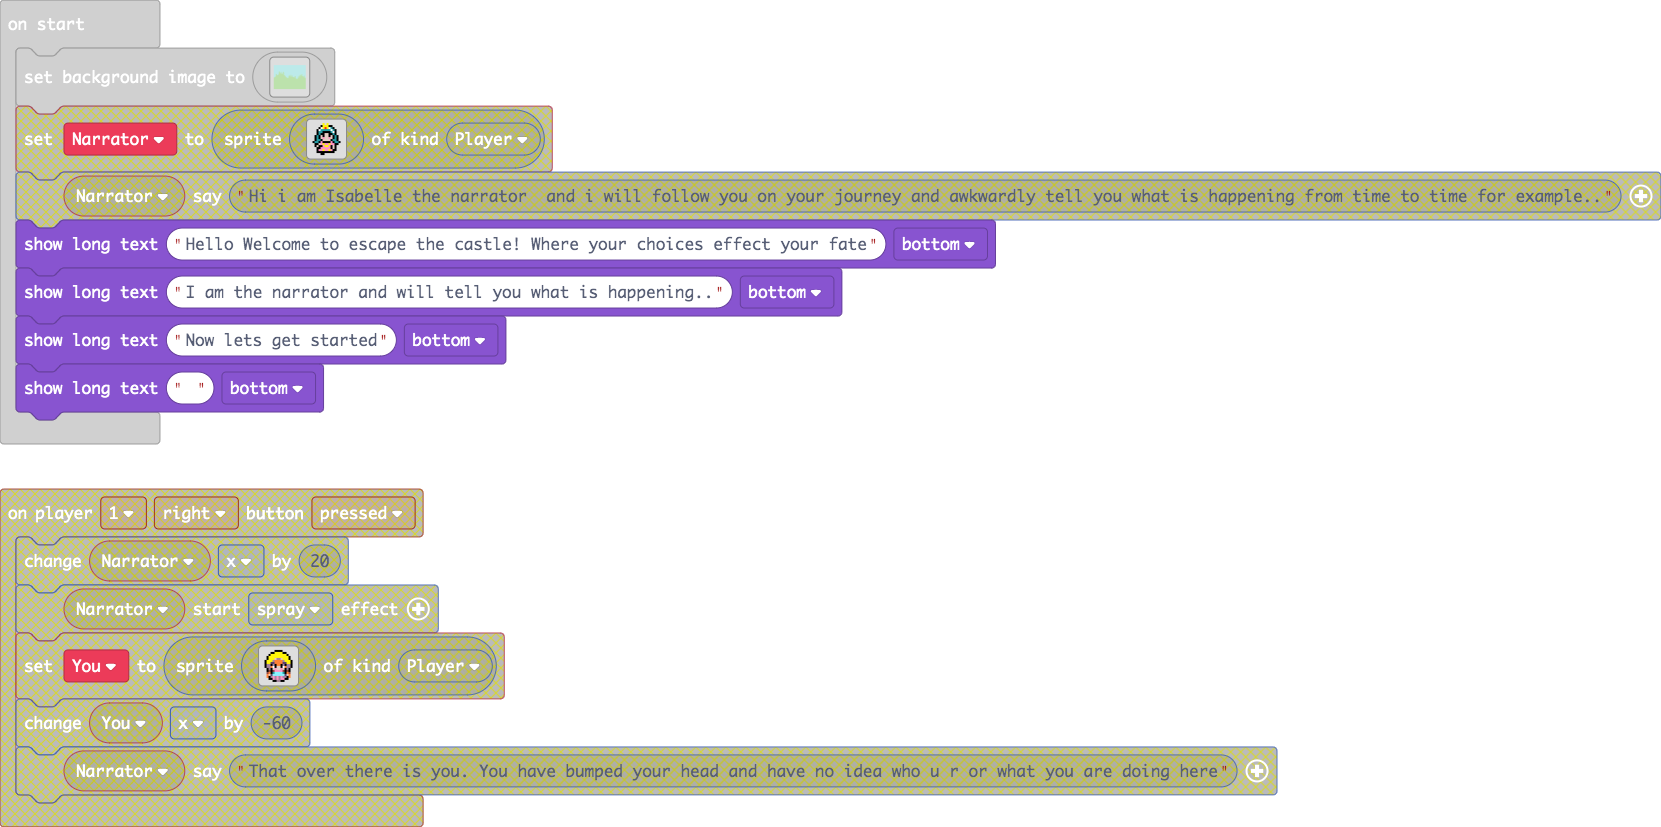 on start
set background image to
set Narrator to sprite of kind Player
Narrator say "Hi i am Isabelle the narrator  and i will follow you on your journey and awkwardly tell you what is happening from time to time for example.."
show long text "Hello Welcome to escape the castle! Where your choices effect your fate" bottom
show long text "I am the narrator and will tell you what is happening.." bottom
show long text "Now lets get started" bottom
show long text "  " bottom
on player 1 right button pressed
change Narrator x by 20
Narrator start spray effect
set You to sprite of kind Player
change You x by -60
Narrator say "That over there is you. You have bumped your head and have no idea who u r or what you are doing here"